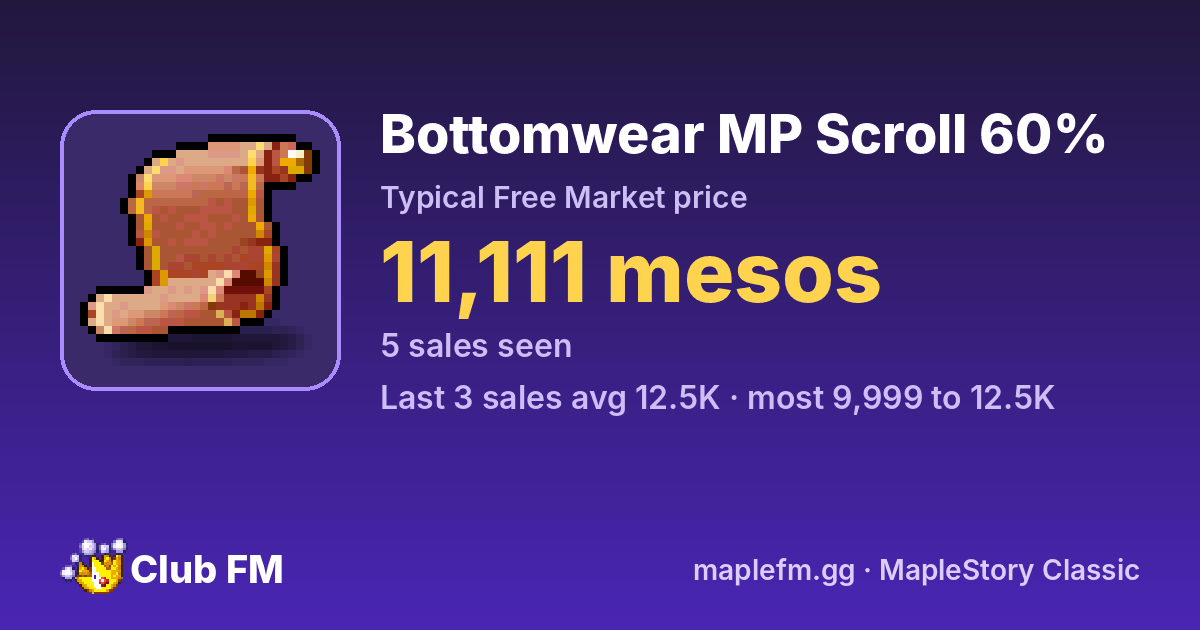 Bottomwear MP Scroll 60%
Typical Free Market price
11,111 mesos
5 sales seen
Last 3 sales avg 12.5K · most 9,999 to 12.5K
Club FM
maplefm.gg · MapleStory Classic